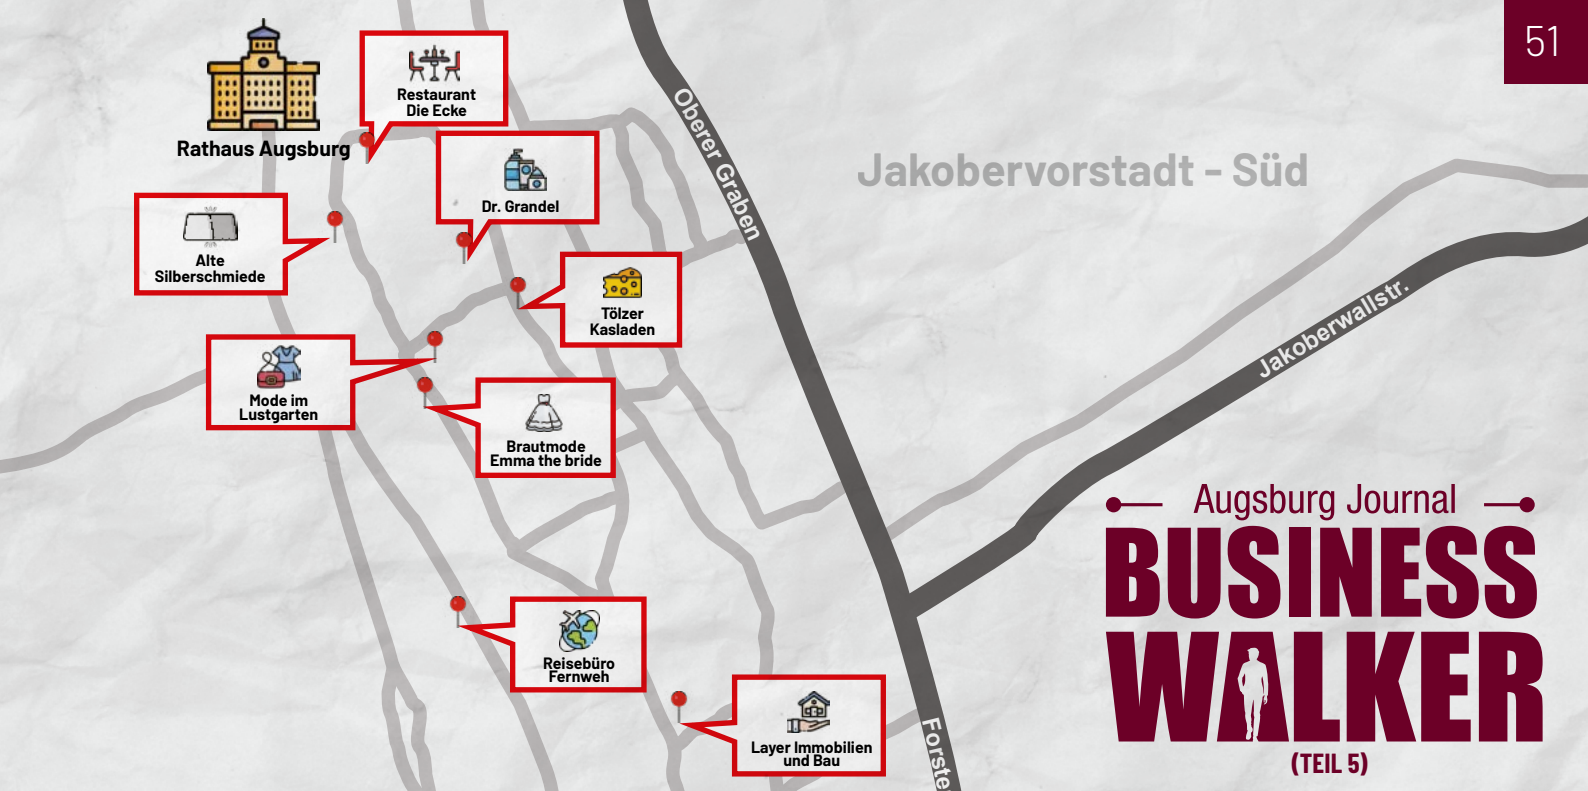 51
Restaurant
Die Ecke
Rathaus Augsburg
Oberer Graben
Dr. Grandel
Jakobervorstadt - Süd
Alte
Silberschmiede
Tölzer
Kasladen
Jakoberwallstr.
Mode im
Lustgarten
Brautmode
Emma the bride
Augsburg Journal
BUSINESS
WALKER
(TEIL 5)
Reisebüro
Fernweh
Layer Immobilien
und Bau
Forste